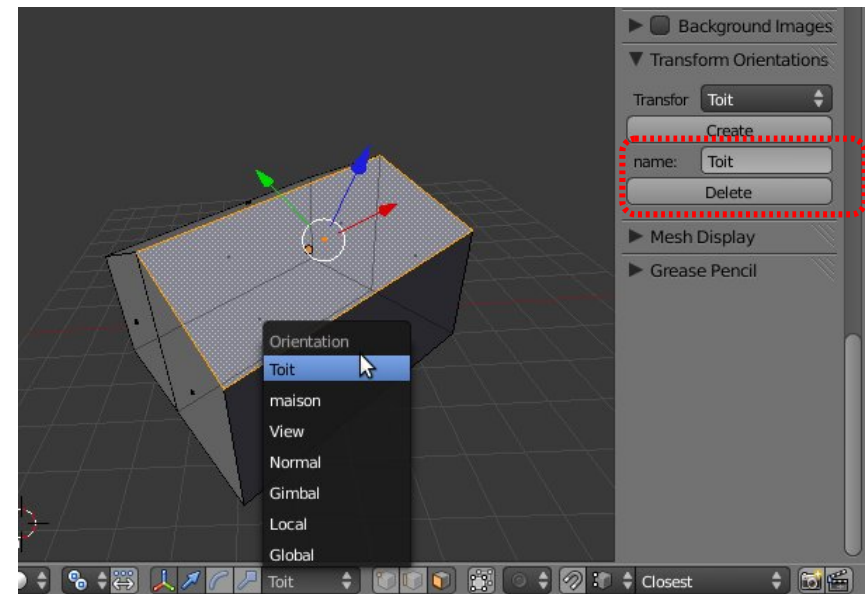 Background Images
Transform Orientations
Transfor Toit
Create
name: Toit
Delete
Mesh Display
Grease Pencil
Orientation
Toit
maison
View
Normal
Gimbal
Local
Global
Toit
Closest